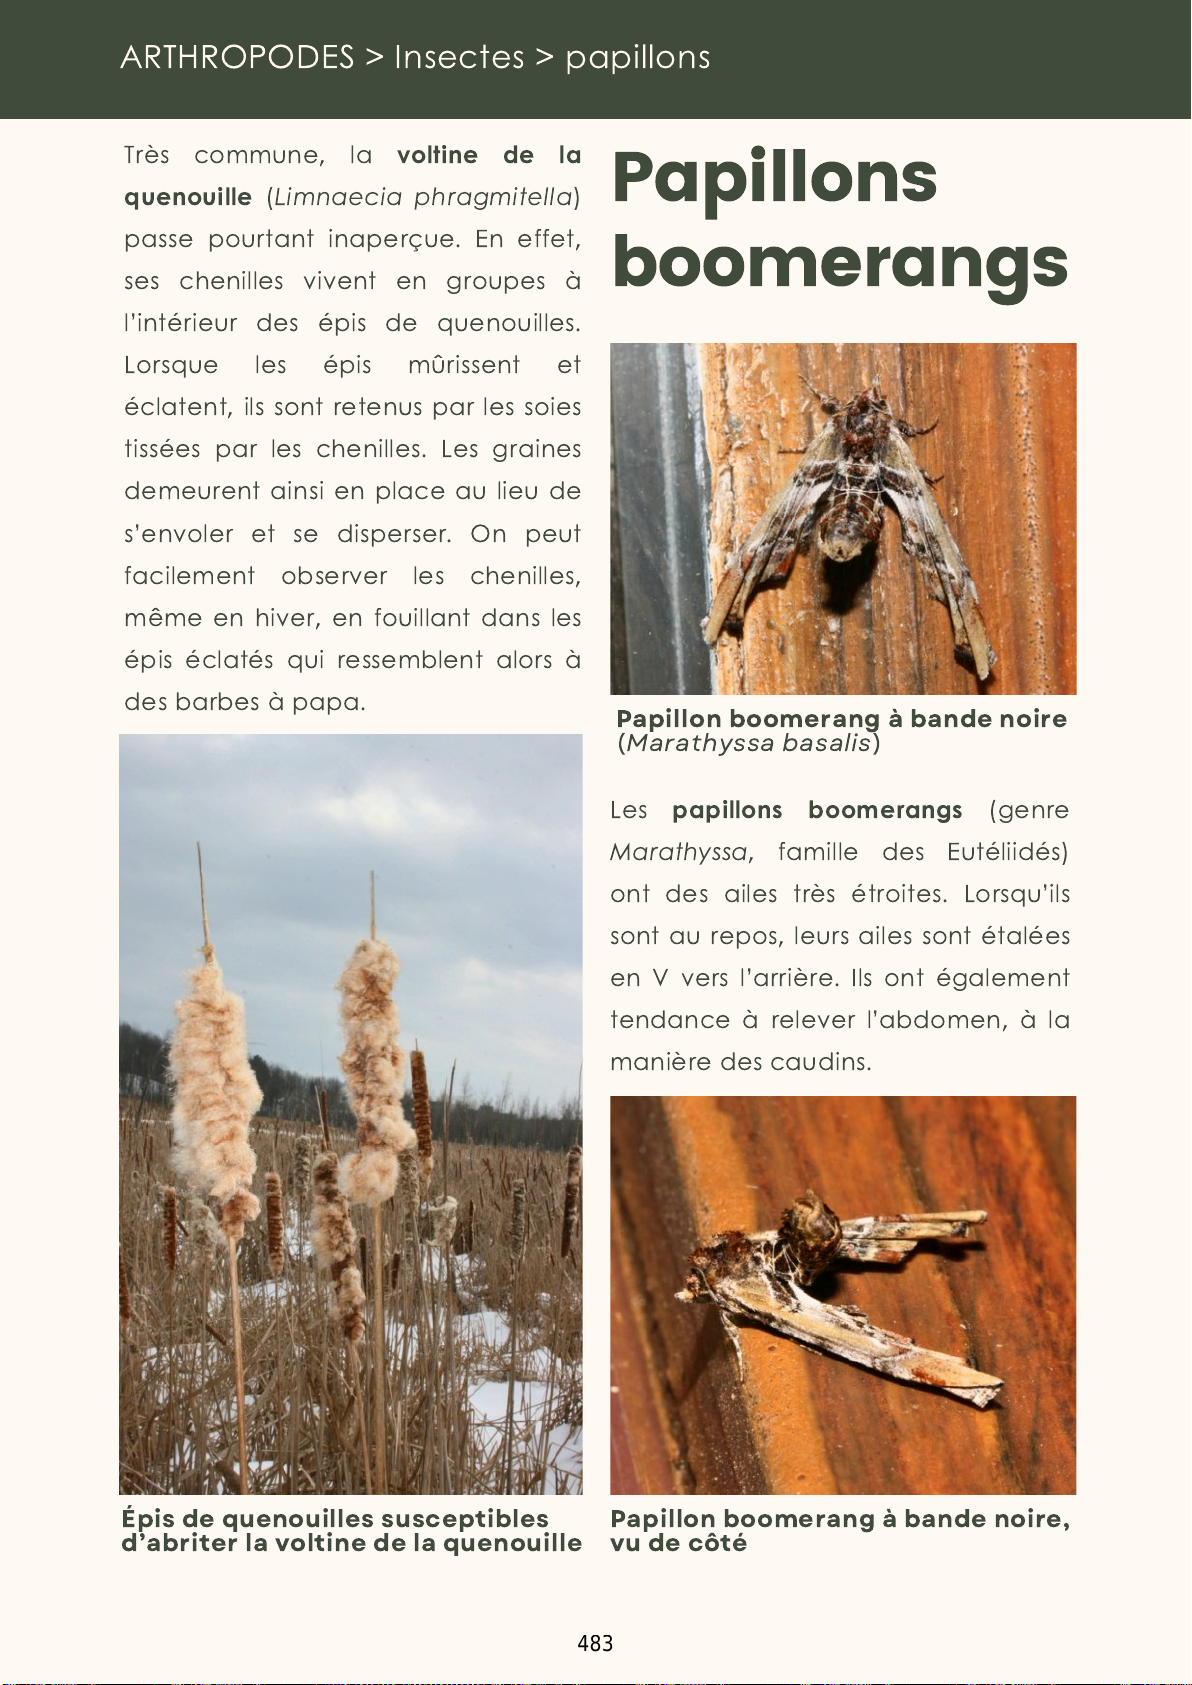 ARTHROPODES > Insectes > papillons
Très commune, la voltine de la
quenouille (Limnaecia phragmitella)
passe pourtant inaperçue. En effet,
ses chenilles vivent en groupes à
l'intérieur des épis de quenouilles.
Lorsque les épis mûrissent et
éclatent, ils sont retenus par les soies
tissées par les chenilles. Les graines
demeurent ainsi en place au lieu de
s'envoler et se disperser. On peut
facilement observer les chenilles,
même en hiver, en fouillant dans les
épis éclatés qui ressemblent alors à
des barbes à papa.
Épis de quenouilles susceptibles
d'abriter la voltine de la quenouille
Papillons
boomerangs
Papillon boomerang à bande noire
(Marathyssa basalis)
Les papillons boomerangs (genre
Marathyssa, famille des Eutéliidés)
ont des ailes très étroites. Lorsqu'ils
sont au repos, leurs ailes sont étalées
en V vers l'arrière. Ils ont également
tendance à relever l'abdomen, à la
manière des caudins.
Papillon boomerang à bande noire,
vu de côté
483